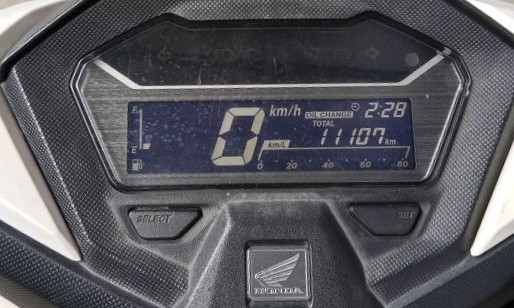 F
km/h
OIL CHANGE 2:28
TOTAL
0
11107 km
E
km/L
0 20 40 60 80
SELECT
SET
HONDA